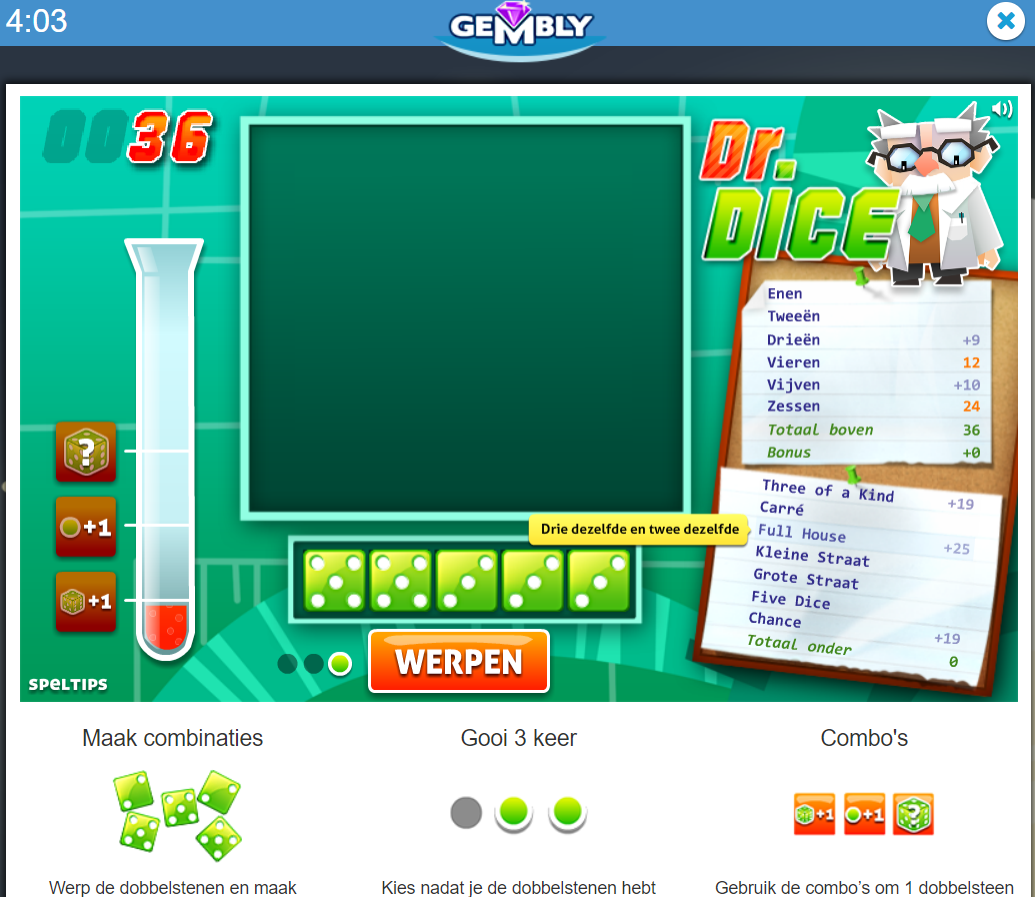 4:03
GEMBLY
0036
Dr.
DICE
Enen
Tweeën
Drieën +9
Vieren 12
Vijven +10
Zessen 24
Totaal boven 36
Bonus +0
Three of a Kind +19
Carré
Full House +25
Kleine Straat
Grote Straat
Five Dice
Chance +19
Totaal onder 0
Drie dezelfde en twee dezelfde
?
+1
+1
WERPEN
SPELTIPS
Maak combinaties
Gooi 3 keer
Combo's
+1 +1 ?
Werp de dobbelstenen en maak
Kies nadat je de dobbelstenen hebt
Gebruik de combo’s om 1 dobbelsteen